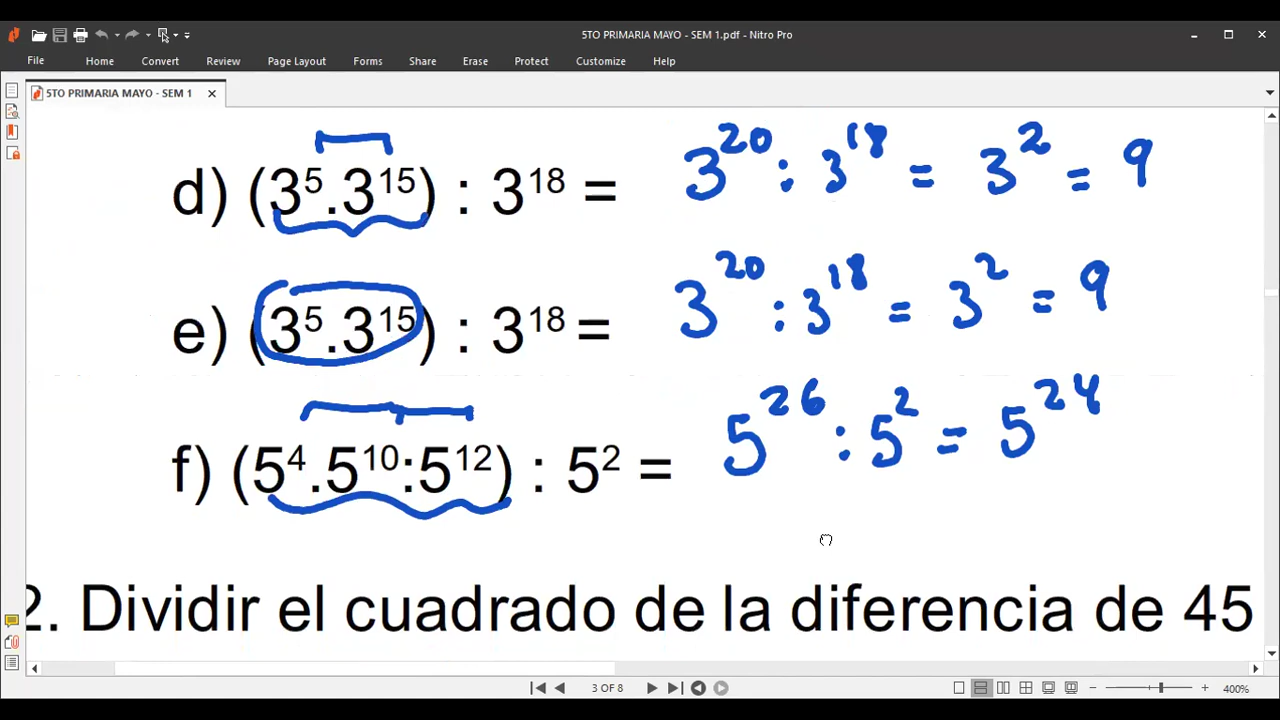 5TO PRIMARIA MAYO - SEM 1.pdf - Nitro Pro
File Home Convert Review Page Layout Forms Share Erase Protect Customize Help
5TO PRIMARIA MAYO - SEM 1
d) (3⁵.3¹⁵) : 3¹⁸ = 3²⁰ : 3¹⁸ = 3² = 9
e) (3⁵.3¹⁵) : 3¹⁸ = 3²⁰ : 3¹⁸ = 3² = 9
f) (5⁴.5¹⁰:5¹²) : 5² = 5²⁶ : 5² = 5²⁴
2. Dividir el cuadrado de la diferencia de 45
3 OF 8 400%